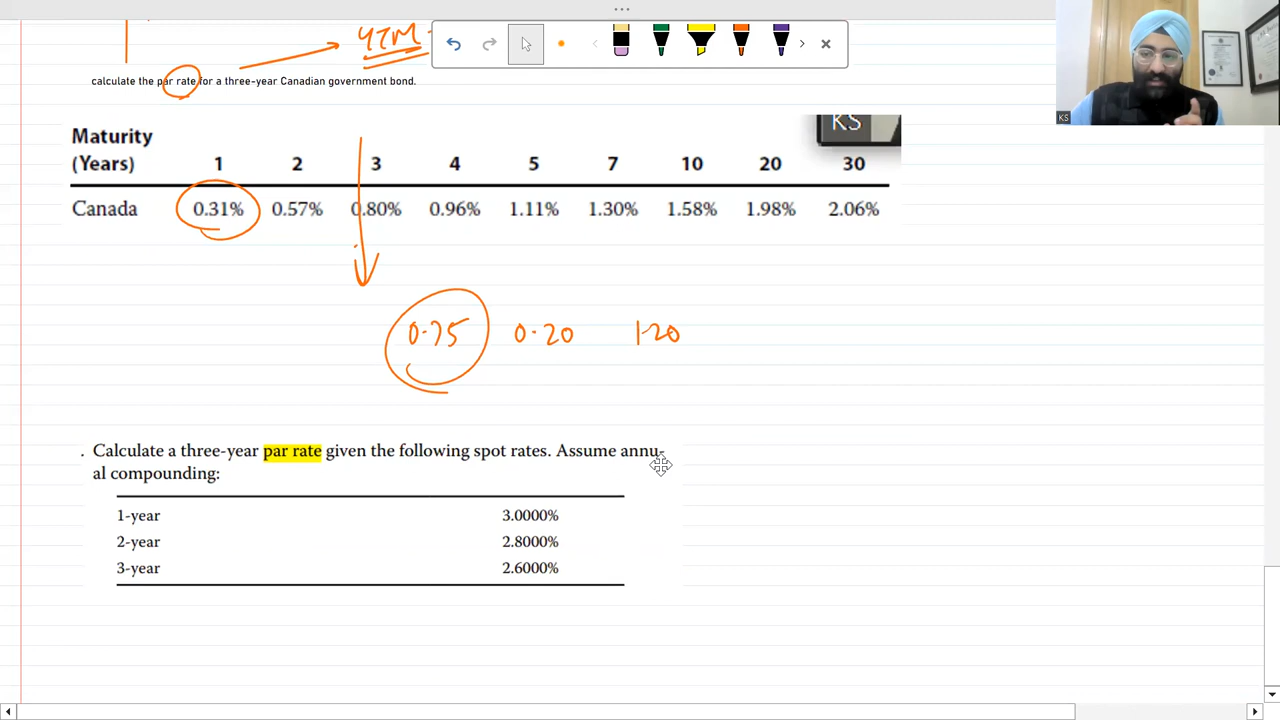 YTM
calculate the par rate for a three-year Canadian government bond.
KS
KS
Maturity
(Years) 1 2 3 4 5 7 10 20 30
Canada 0.31% 0.57% 0.80% 0.96% 1.11% 1.30% 1.58% 1.98% 2.06%
0.75 0.20 1.20
. Calculate a three-year par rate given the following spot rates. Assume annu-
al compounding:
1-year 3.0000%
2-year 2.8000%
3-year 2.6000%